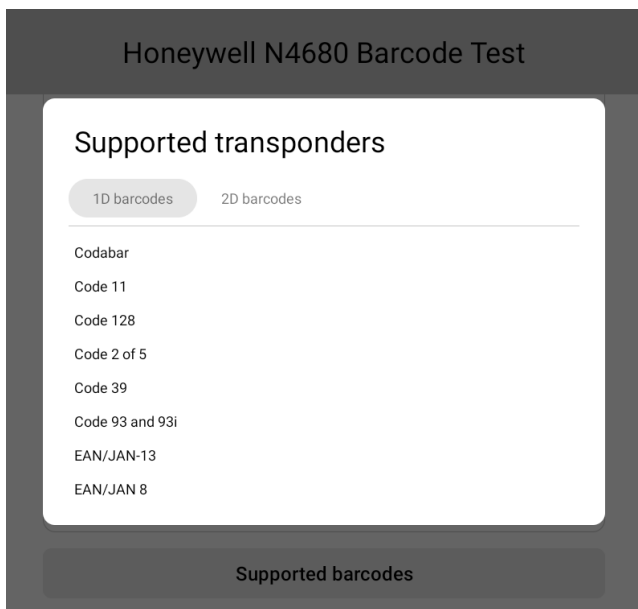 Honeywell N4680 Barcode Test
Supported transponders
1D barcodes 2D barcodes
Codabar
Code 11
Code 128
Code 2 of 5
Code 39
Code 93 and 93i
EAN/JAN-13
EAN/JAN 8
Supported barcodes